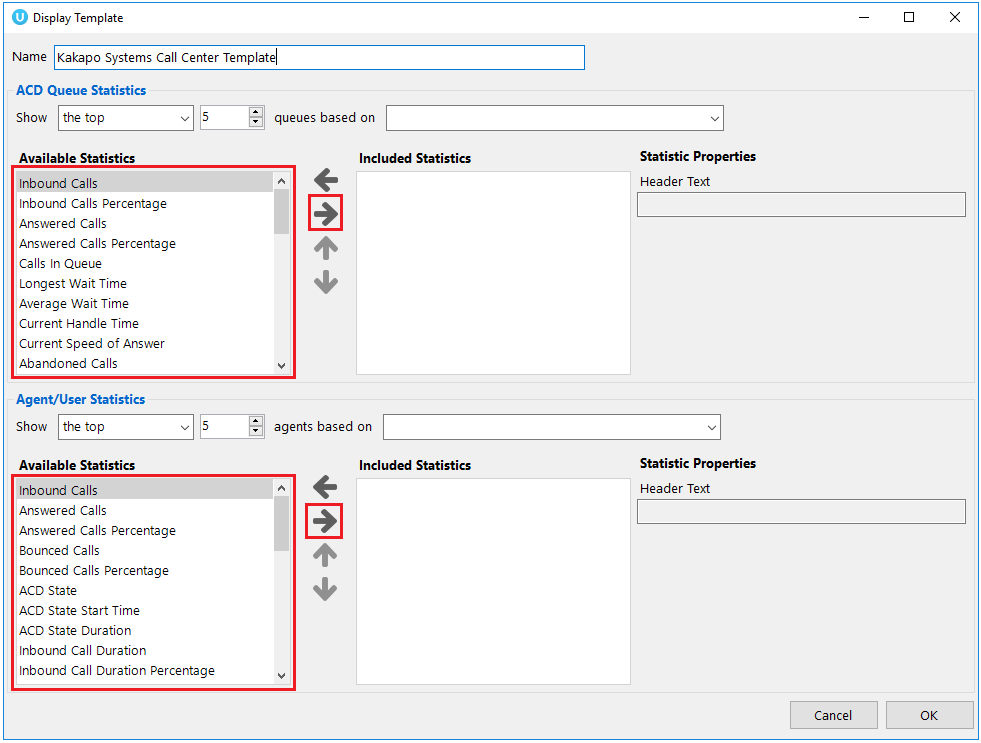 U Display Template
Name Kakapo Systems Call Center Template
ACD Queue Statistics
Show the top 5 queues based on
Available Statistics
Inbound Calls
Inbound Calls Percentage
Answered Calls
Answered Calls Percentage
Calls In Queue
Longest Wait Time
Average Wait Time
Current Handle Time
Current Speed of Answer
Abandoned Calls
Included Statistics
Statistic Properties
Header Text
Agent/User Statistics
Show the top 5 agents based on
Available Statistics
Inbound Calls
Answered Calls
Answered Calls Percentage
Bounced Calls
Bounced Calls Percentage
ACD State
ACD State Start Time
ACD State Duration
Inbound Call Duration
Inbound Call Duration Percentage
Included Statistics
Statistic Properties
Header Text
Cancel OK